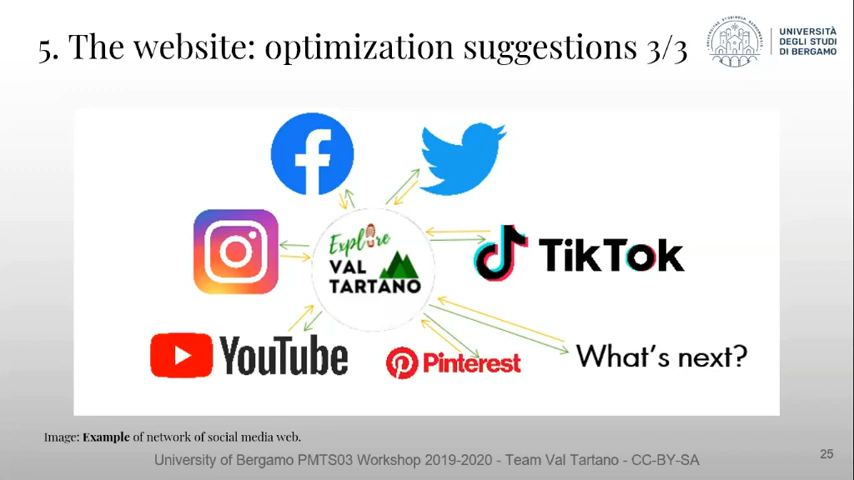 5. The website: optimization suggestions 3/3
UNIVERSITÀ
DEGLI STUDI
DI BERGAMO
Explore
VAL
TARTANO
TikTok
YouTube
Pinterest
What's next?
Image: Example of network of social media web.
University of Bergamo PMTS03 Workshop 2019-2020 - Team Val Tartano - CC-BY-SA
25